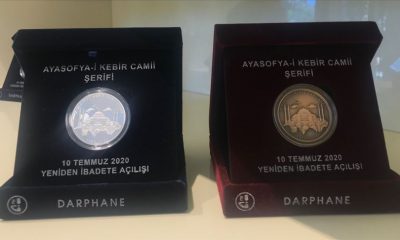 AYASOFYA-İ KEBİR CAMİİ
ŞERİFİ
10 TEMMUZ 2020
YENİDEN İBADETE AÇILIŞI
DARPHANE
AYASOFYA-İ KEBİR CAMİİ
ŞERİFİ
10 TEMMUZ 2020
YENİDEN İBADETE AÇILIŞI
DARPHANE